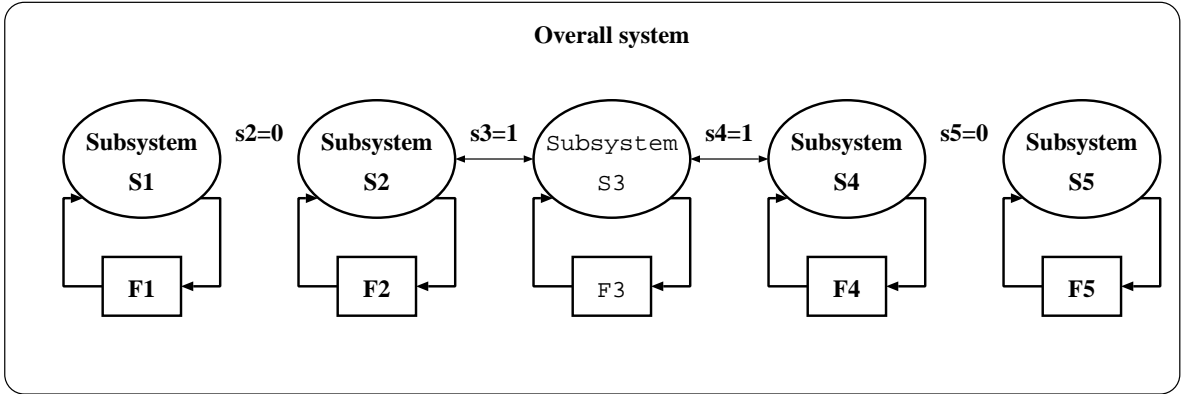 Overall system
s2=0 s3=1 s4=1 s5=0
Subsystem Subsystem Subsystem Subsystem Subsystem
S1 S2 S3 S4 S5
F1 F2 F3 F4 F5